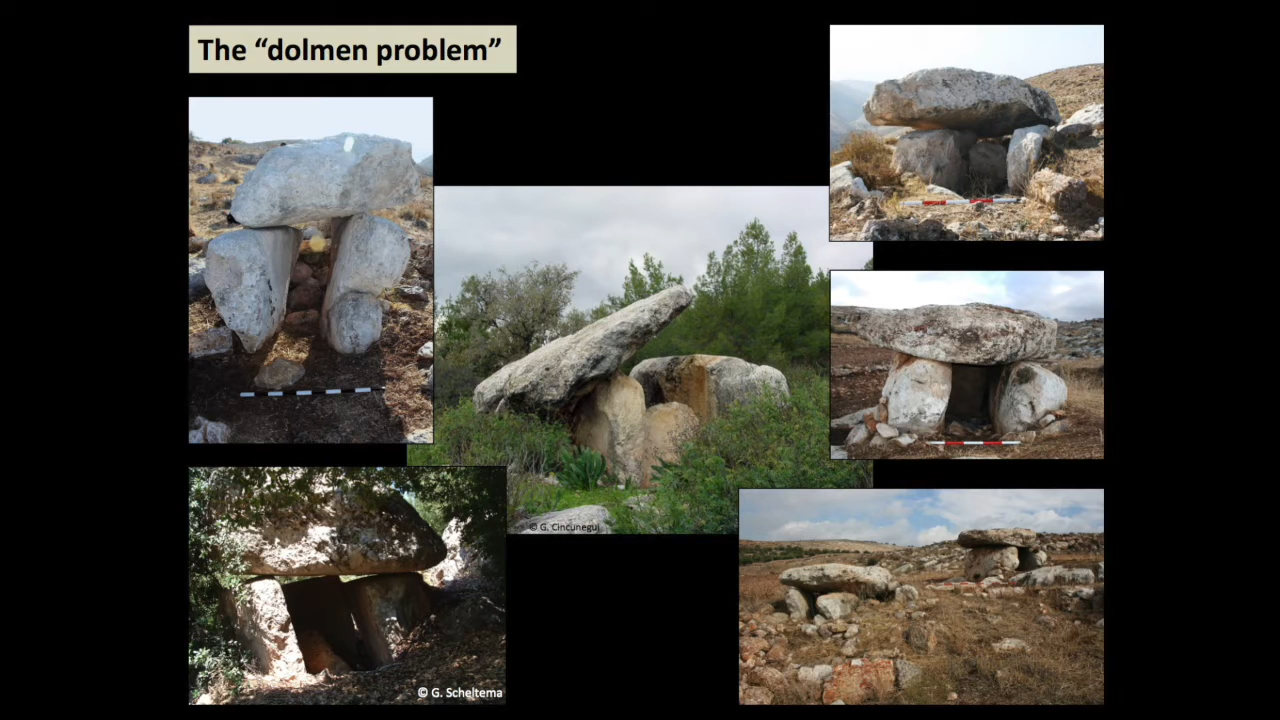 The “dolmen problem”
© G. Cincunegui
© G. Scheltema